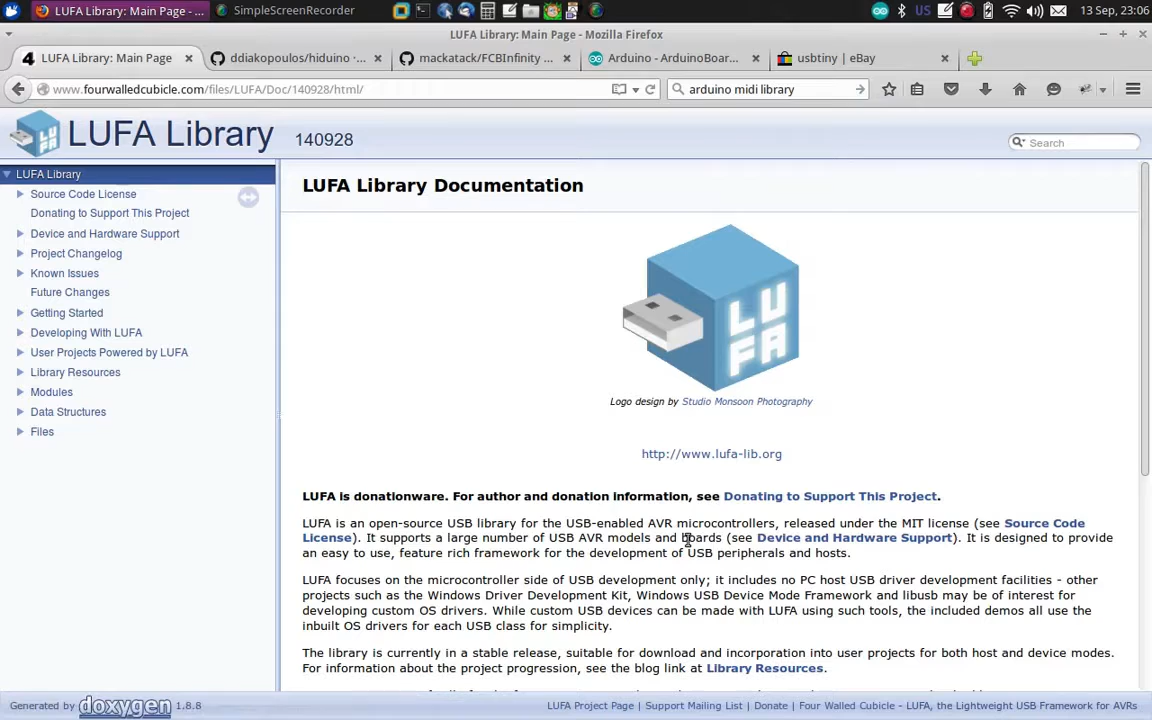 LUFA Library: Main Page - ...
SimpleScreenRecorder
US
13 Sep, 23:06
LUFA Library: Main Page - Mozilla Firefox
LUFA Library: Main Page
ddiakopoulos/hiduino · ...
mackatack/FCBInfinity ...
Arduino - ArduinoBoar...
usbtiny | eBay
www.fourwalledcubicle.com/files/LUFA/Doc/140928/html/
arduino midi library
LUFA Library 140928
Search
LUFA Library
Source Code License
Donating to Support This Project
Device and Hardware Support
Project Changelog
Known Issues
Future Changes
Getting Started
Developing With LUFA
User Projects Powered by LUFA
Library Resources
Modules
Data Structures
Files
LUFA Library Documentation
LU
FA
Logo design by Studio Monsoon Photography
http://www.lufa-lib.org
LUFA is donationware. For author and donation information, see Donating to Support This Project.
LUFA is an open-source USB library for the USB-enabled AVR microcontrollers, released under the MIT license (see Source Code
License). It supports a large number of USB AVR models and boards (see Device and Hardware Support). It is designed to provide
an easy to use, feature rich framework for the development of USB peripherals and hosts.
LUFA focuses on the microcontroller side of USB development only; it includes no PC host USB driver development facilities - other
projects such as the Windows Driver Development Kit, Windows USB Device Mode Framework and libusb may be of interest for
developing custom OS drivers. While custom USB devices can be made with LUFA using such tools, the included demos all use the
inbuilt OS drivers for each USB class for simplicity.
The library is currently in a stable release, suitable for download and incorporation into user projects for both host and device modes.
For information about the project progression, see the blog link at Library Resources.
Generated by doxygen 1.8.8
LUFA Project Page | Support Mailing List | Donate | Four Walled Cubicle - LUFA, the Lightweight USB Framework for AVRs